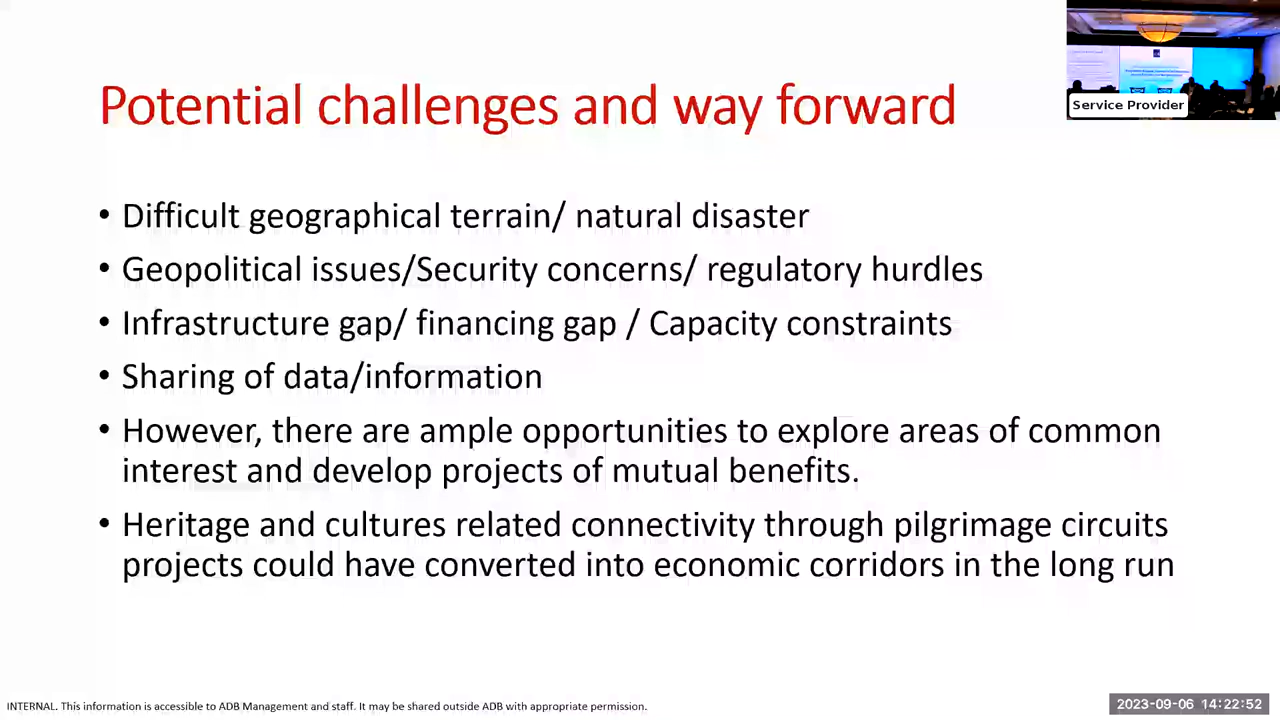 Service Provider
Potential challenges and way forward
• Difficult geographical terrain/ natural disaster
• Geopolitical issues/Security concerns/ regulatory hurdles
• Infrastructure gap/ financing gap / Capacity constraints
• Sharing of data/information
• However, there are ample opportunities to explore areas of common
interest and develop projects of mutual benefits.
• Heritage and cultures related connectivity through pilgrimage circuits
projects could have converted into economic corridors in the long run
INTERNAL. This information is accessible to ADB Management and staff. It may be shared outside ADB with appropriate permission.
2023-09-06 14:22:52